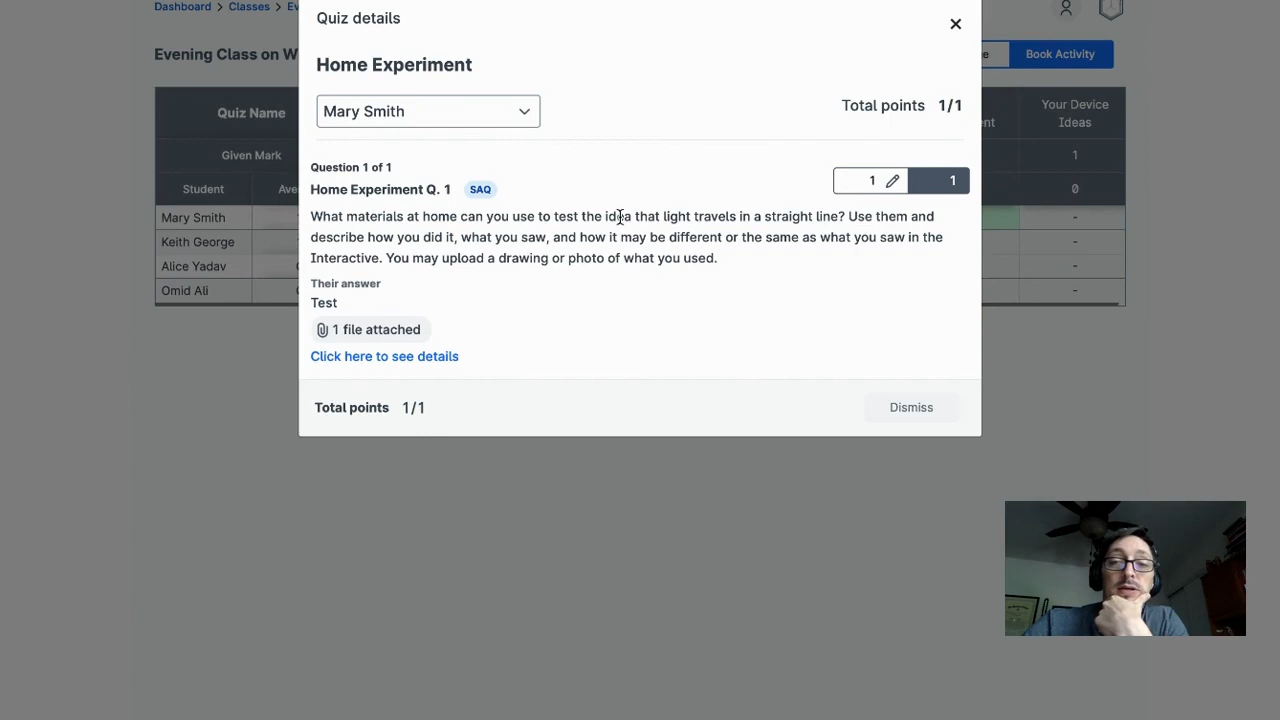 Dashboard > Classes > Ev
Quiz details
Evening Class on W
Book Activity
Home Experiment
Mary Smith
Total points 1/1
Quiz Name
Your Device
Ideas
Given Mark
1
Student
0
Question 1 of 1
Home Experiment Q. 1 SAQ
1 1
What materials at home can you use to test the idea that light travels in a straight line? Use them and
describe how you did it, what you saw, and how it may be different or the same as what you saw in the
Interactive. You may upload a drawing or photo of what you used.
Mary Smith -
Keith George -
Alice Yadav -
Omid Ali -
Their answer
Test
1 file attached
Click here to see details
Total points 1/1
Dismiss